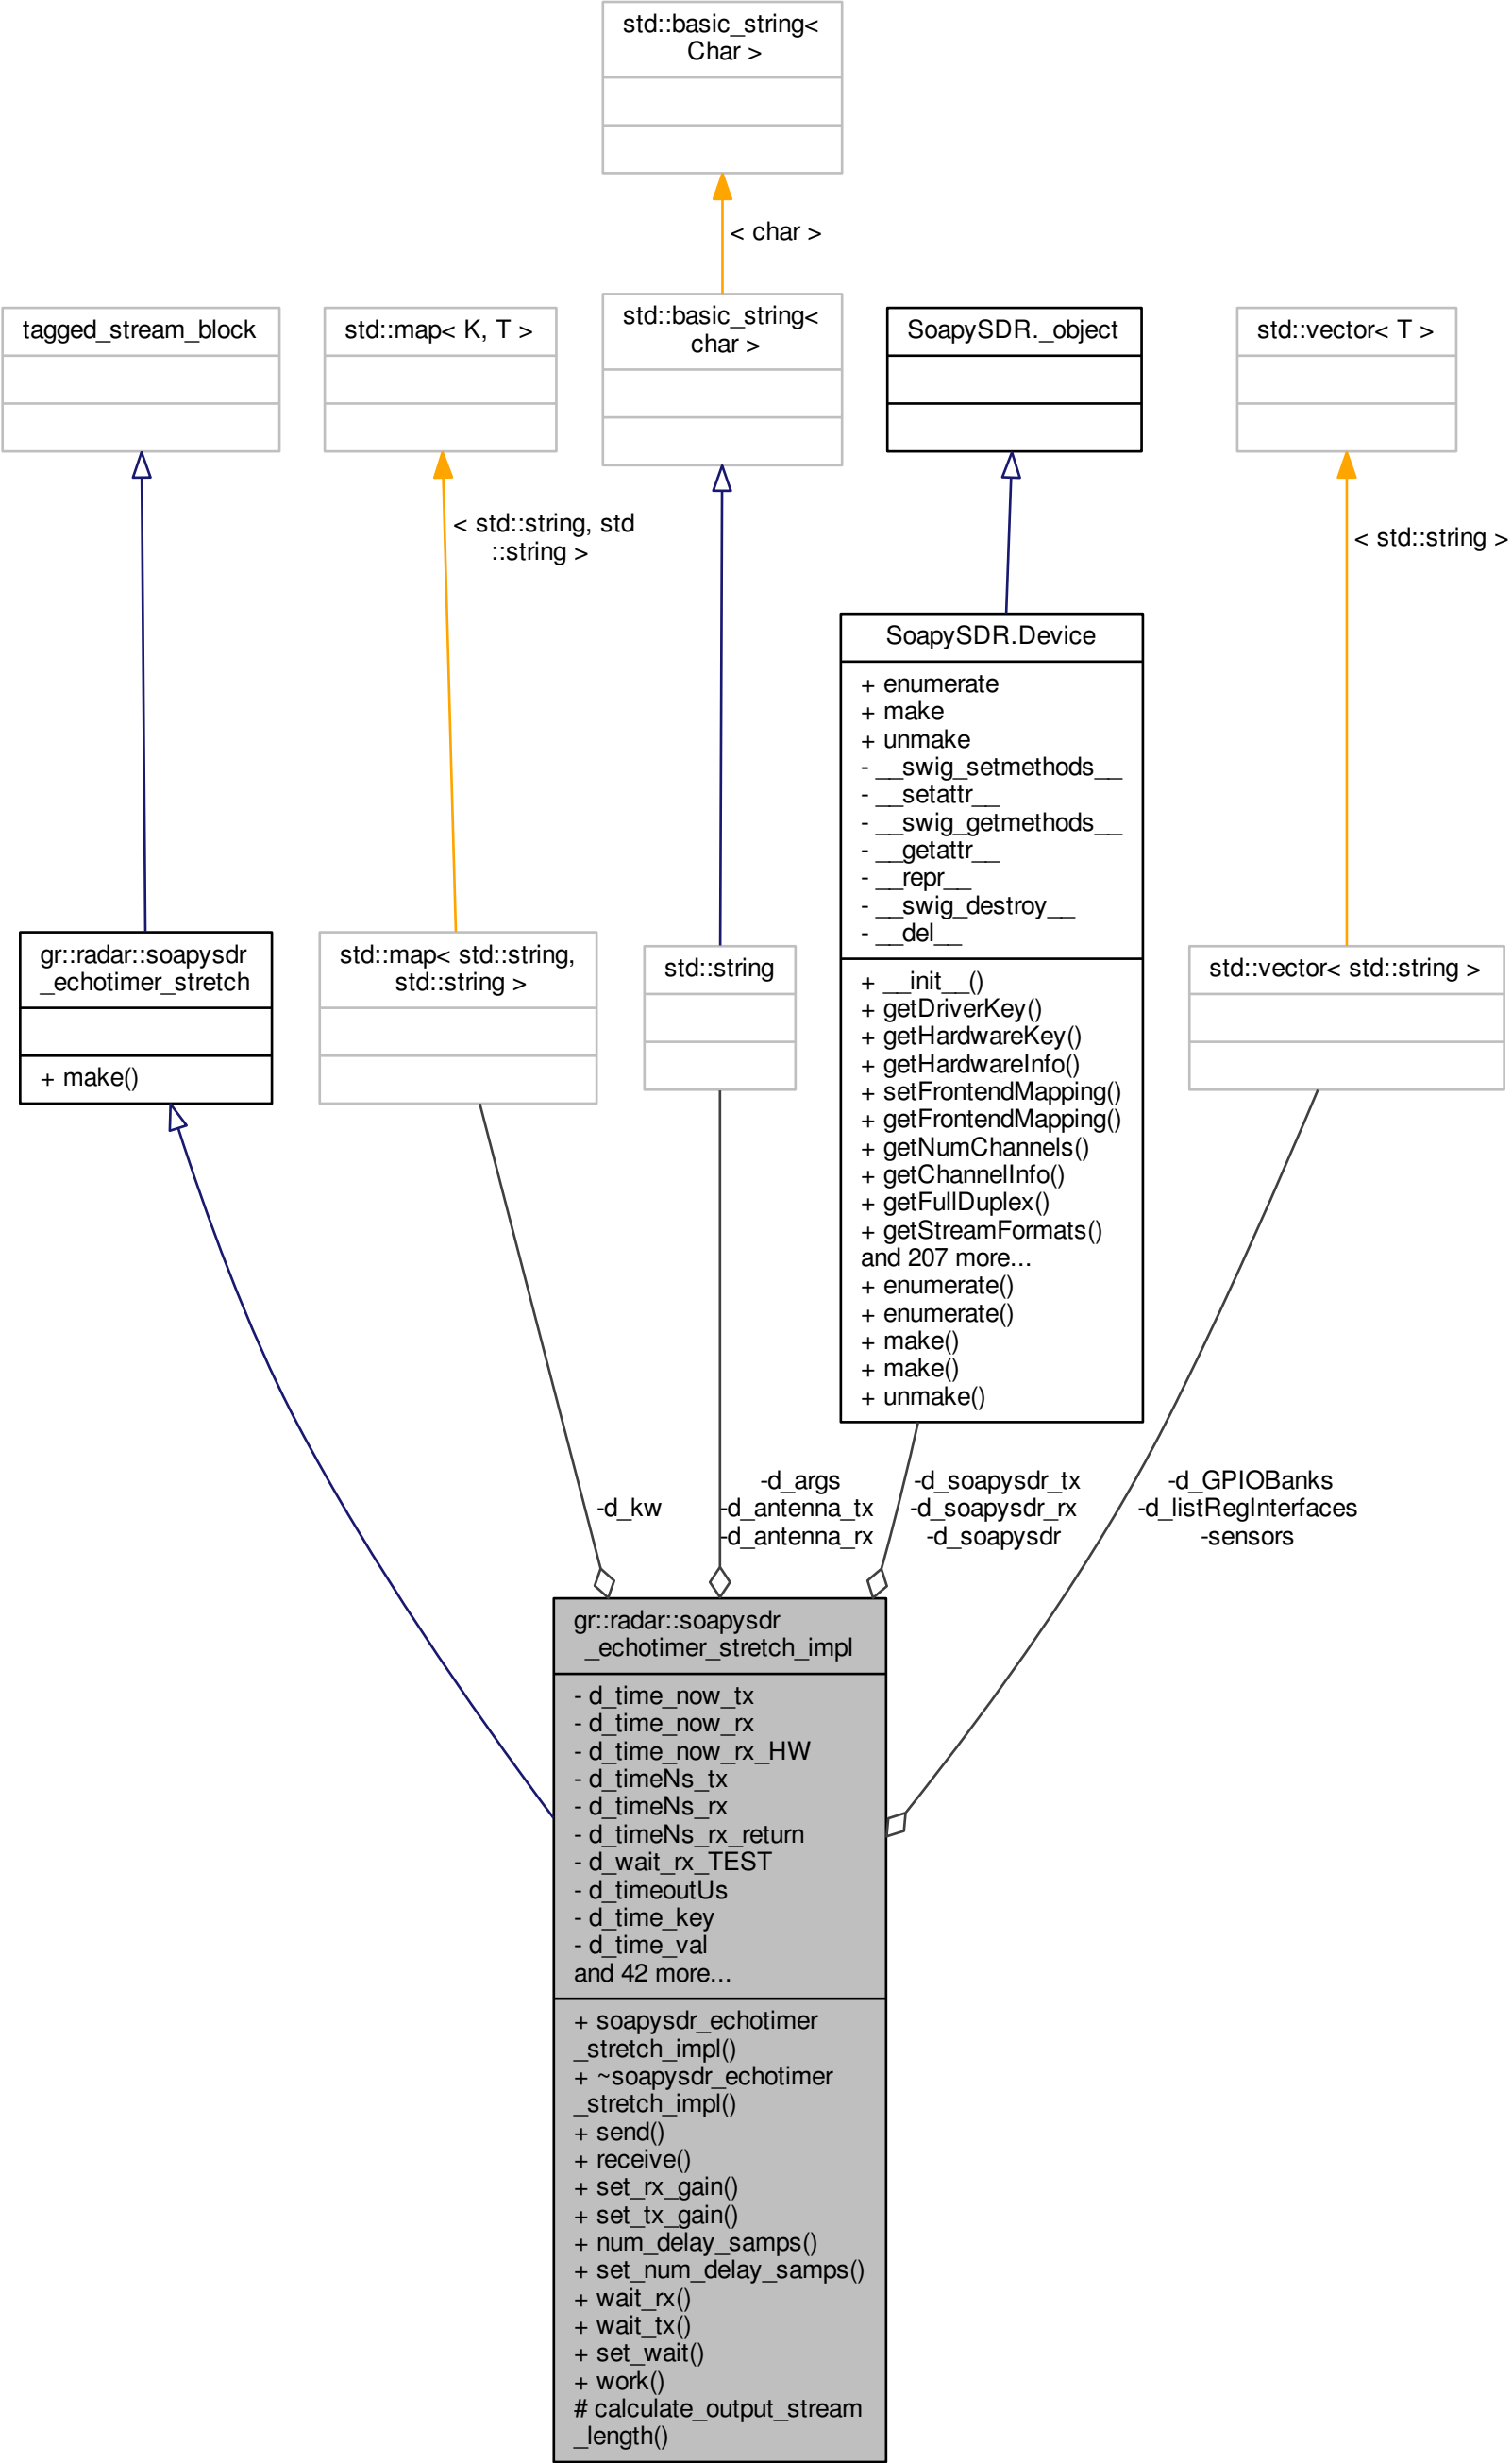 std::basic_string<
Char >
< char >
tagged_stream_block
std::map< K, T >
std::basic_string<
char >
SoapySDR._object
std::vector< T >
< std::string, std
::string >
< std::string >
SoapySDR.Device
+ enumerate
+ make
+ unmake
- __swig_setmethods__
- __setattr__
- __swig_getmethods__
- __getattr__
- __repr__
- __swig_destroy__
- __del__
+ __init__()
+ getDriverKey()
+ getHardwareKey()
+ getHardwareInfo()
+ setFrontendMapping()
+ getFrontendMapping()
+ getNumChannels()
+ getChannelInfo()
+ getFullDuplex()
+ getStreamFormats()
and 207 more...
+ enumerate()
+ enumerate()
+ make()
+ make()
+ unmake()
gr::radar::soapysdr
_echotimer_stretch
+ make()
std::map< std::string,
std::string >
std::string
std::vector< std::string >
-d_kw
-d_args
-d_antenna_tx
-d_antenna_rx
-d_soapysdr_tx
-d_soapysdr_rx
-d_soapysdr
-d_GPIOBanks
-d_listRegInterfaces
-sensors
gr::radar::soapysdr
_echotimer_stretch_impl
- d_time_now_tx
- d_time_now_rx
- d_time_now_rx_HW
- d_timeNs_tx
- d_timeNs_rx
- d_timeNs_rx_return
- d_wait_rx_TEST
- d_timeoutUs
- d_time_key
- d_time_val
and 42 more...
+ soapysdr_echotimer
_stretch_impl()
+ ~soapysdr_echotimer
_stretch_impl()
+ send()
+ receive()
+ set_rx_gain()
+ set_tx_gain()
+ num_delay_samps()
+ set_num_delay_samps()
+ wait_rx()
+ wait_tx()
+ set_wait()
+ work()
# calculate_output_stream
_length()